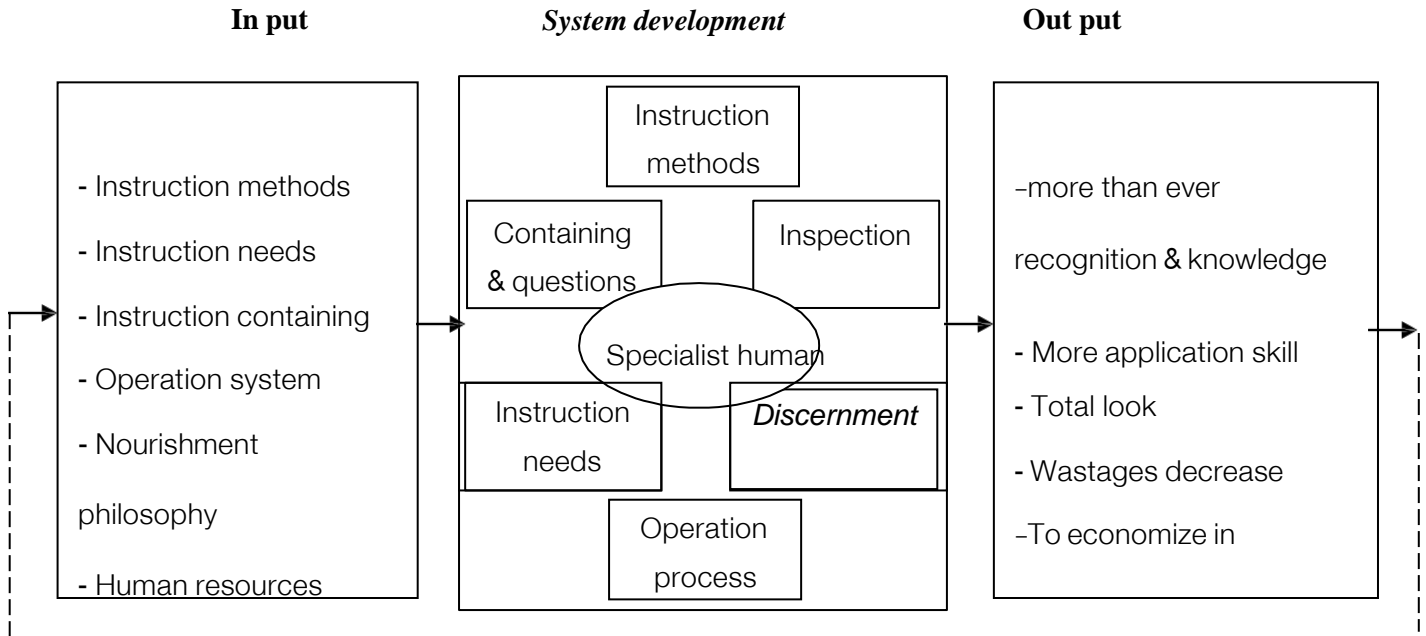 In put
System development
Out put
- Instruction methods
- Instruction needs
- Instruction containing
- Operation system
- Nourishment
philosophy
- Human resources
Instruction
methods
Containing
& questions
Inspection
Specialist human
Instruction
needs
Discernment
Operation
process
–more than ever
recognition & knowledge
- More application skill
- Total look
- Wastages decrease
–To economize in